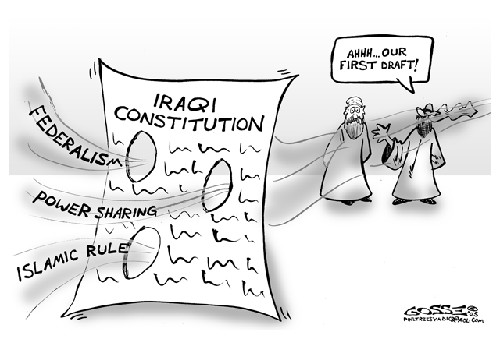 AHHH...OUR
FIRST DRAFT!
IRAQI
CONSTITUTION
FEDERALISM
POWER SHARING
ISLAMIC RULE
GOSSE